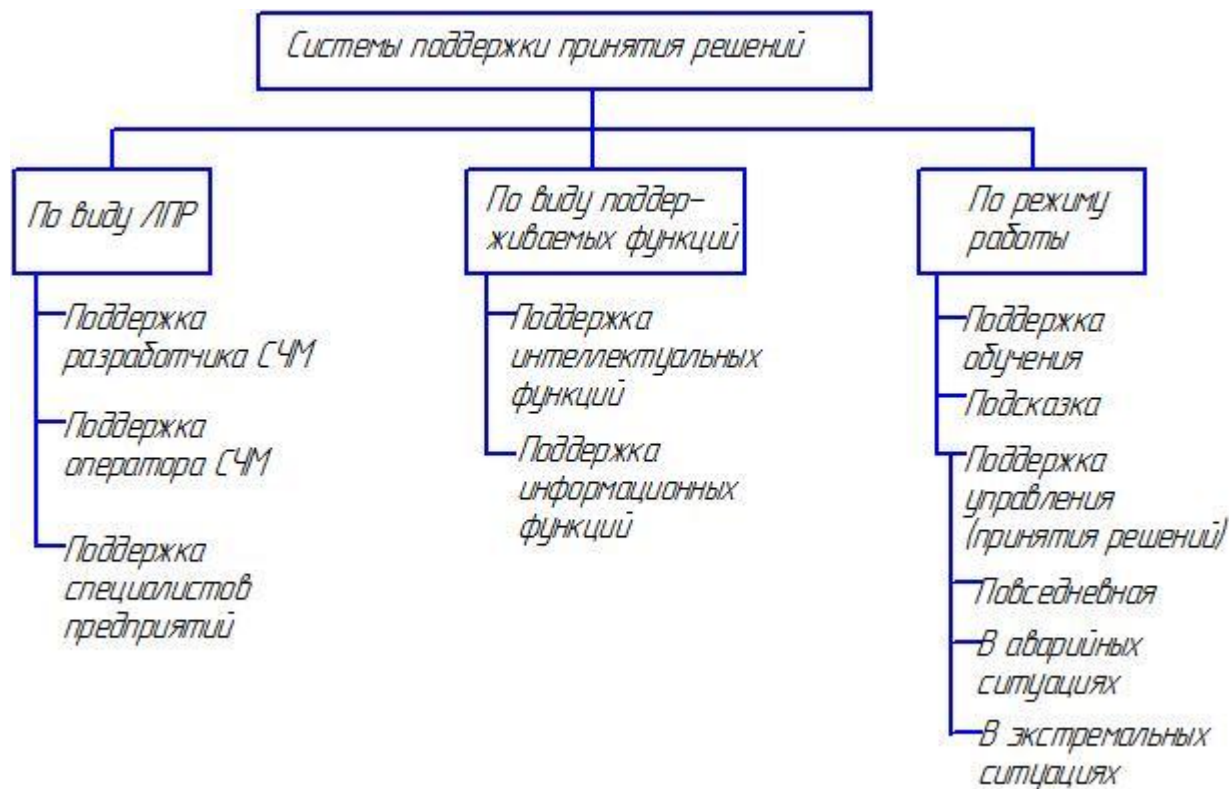 Системы поддержки принятия решений
По виду ЛПР
Поддержка
разработчика СЧМ
Поддержка
оператора СЧМ
Поддержка
специалистов
предприятий
По виду поддер-
живаемых функций
Поддержка
интеллектуальных
функций
Поддержка
информационных
функций
По режиму
работы
Поддержка
обучения
Подсказка
Поддержка
управления
(принятия решений)
Повседневная
В аварийных
ситуациях
В экстремальных
ситуациях